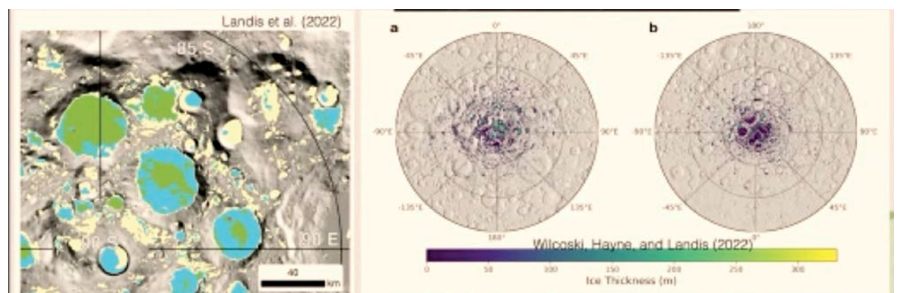 Landis et al. (2022)
85 S
90 E
40
km
a
0°
-45°E
45°E
-90°E
90°E
-135°E
135°E
180°
b
180°
-135°E
135°E
-90°E
90°E
-45°E
45°E
0°
Wilcoski, Hayne, and Landis (2022)
0 50 100 150 200 250 300
Ice Thickness (m)